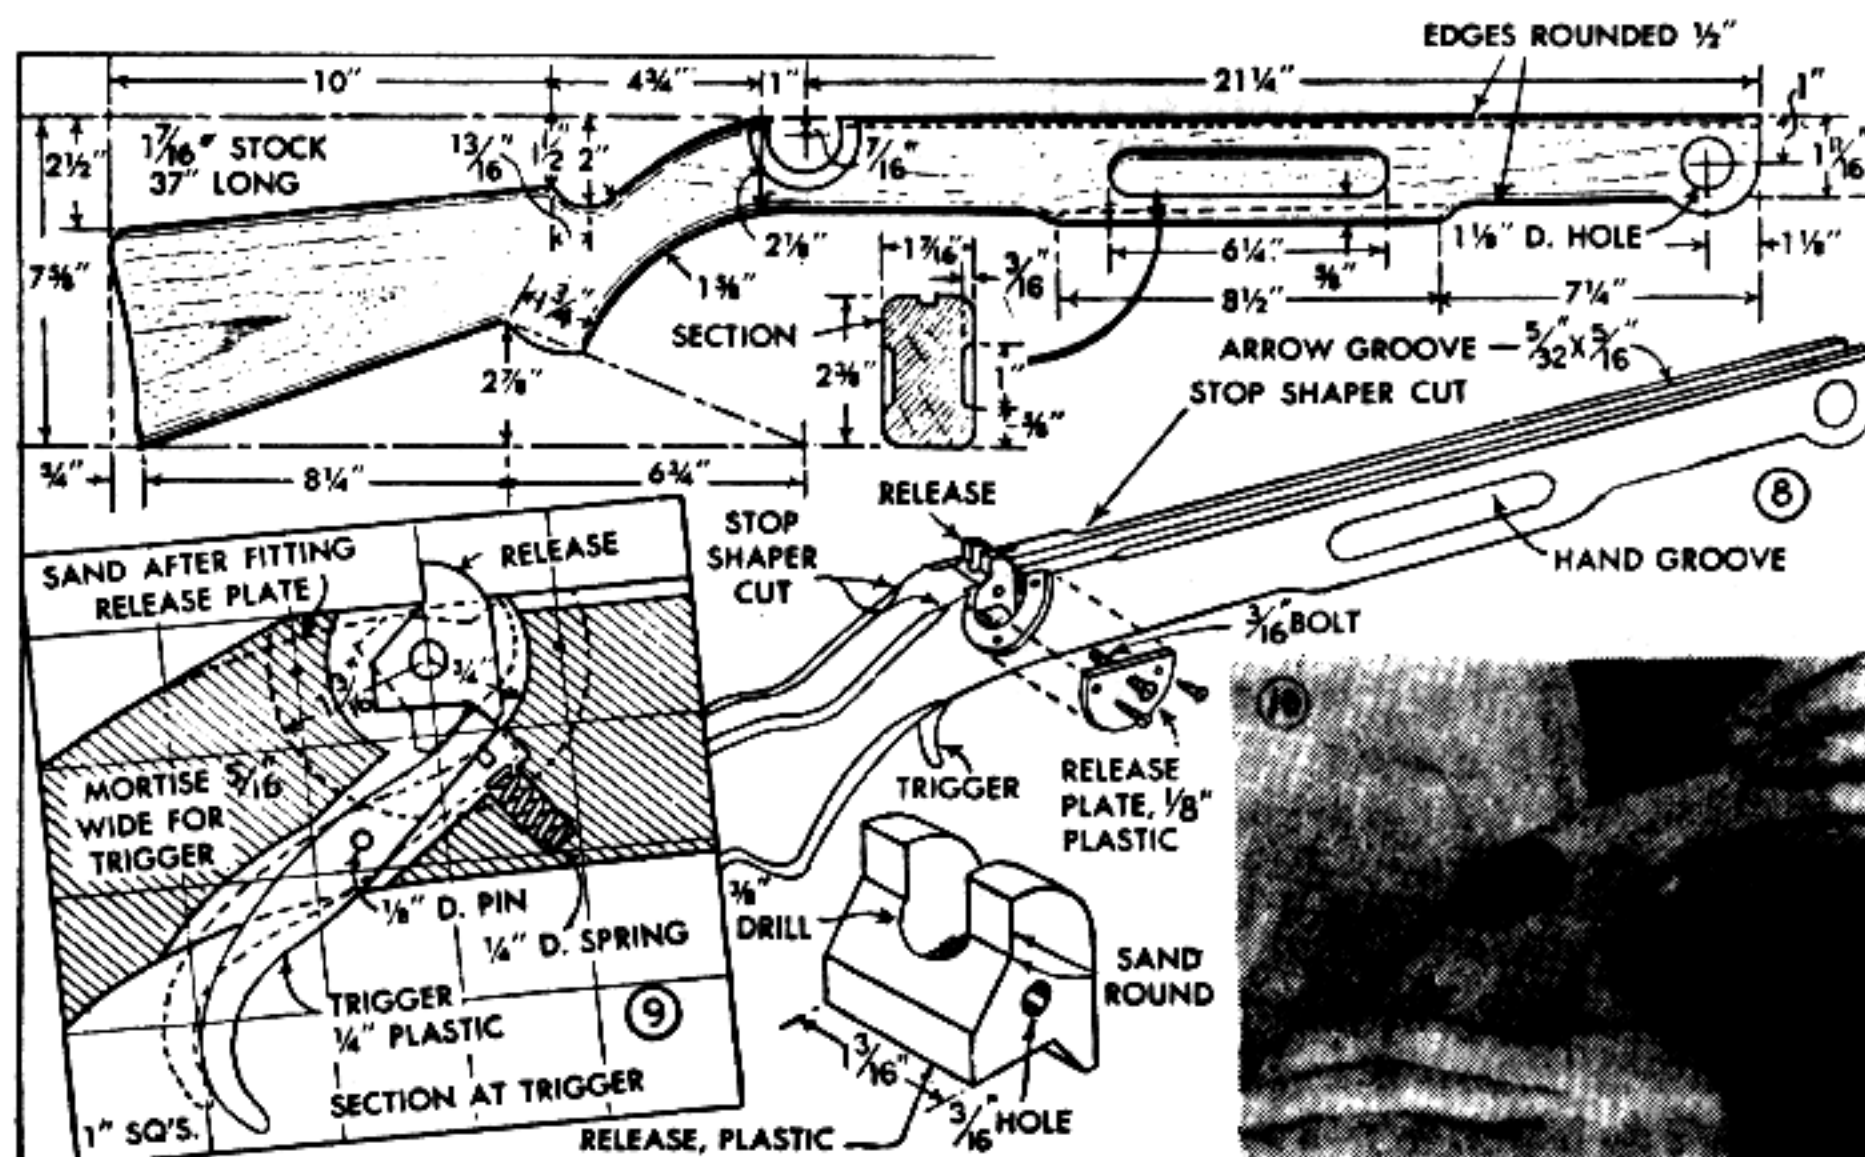 EDGES ROUNDED ½"
10"
4¾"
1"
21¼"
1"
1⁷⁄₁₆" STOCK
37" LONG
2½"
¹³⁄₁₆"
1½"
2"
⁷⁄₁₆"
1¹¹⁄₁₆"
7⅝"
2⅛"
1⅝"
1¾"
1⁷⁄₁₆"
³⁄₁₆"
6¼"
⅝"
1⅛" D. HOLE
1⅛"
8½"
7¼"
SECTION
2⅜"
1"
⅝"
2⅞"
ARROW GROOVE — ⁵⁄₃₂" X ⁵⁄₁₆"
STOP SHAPER CUT
¾"
8¼"
6¾"
RELEASE
STOP
SHAPER
CUT
8
HAND GROOVE
³⁄₁₆" BOLT
TRIGGER
RELEASE
PLATE, ⅛"
PLASTIC
SAND AFTER FITTING
RELEASE PLATE
RELEASE
¾"
MORTISE ⁵⁄₁₆"
WIDE FOR
TRIGGER
⅛" D. PIN
¼" D. SPRING
TRIGGER
¼" PLASTIC
9
SECTION AT TRIGGER
1" SQ'S.
⅜"
DRILL
SAND
ROUND
³⁄₁₆" HOLE
RELEASE, PLASTIC
10